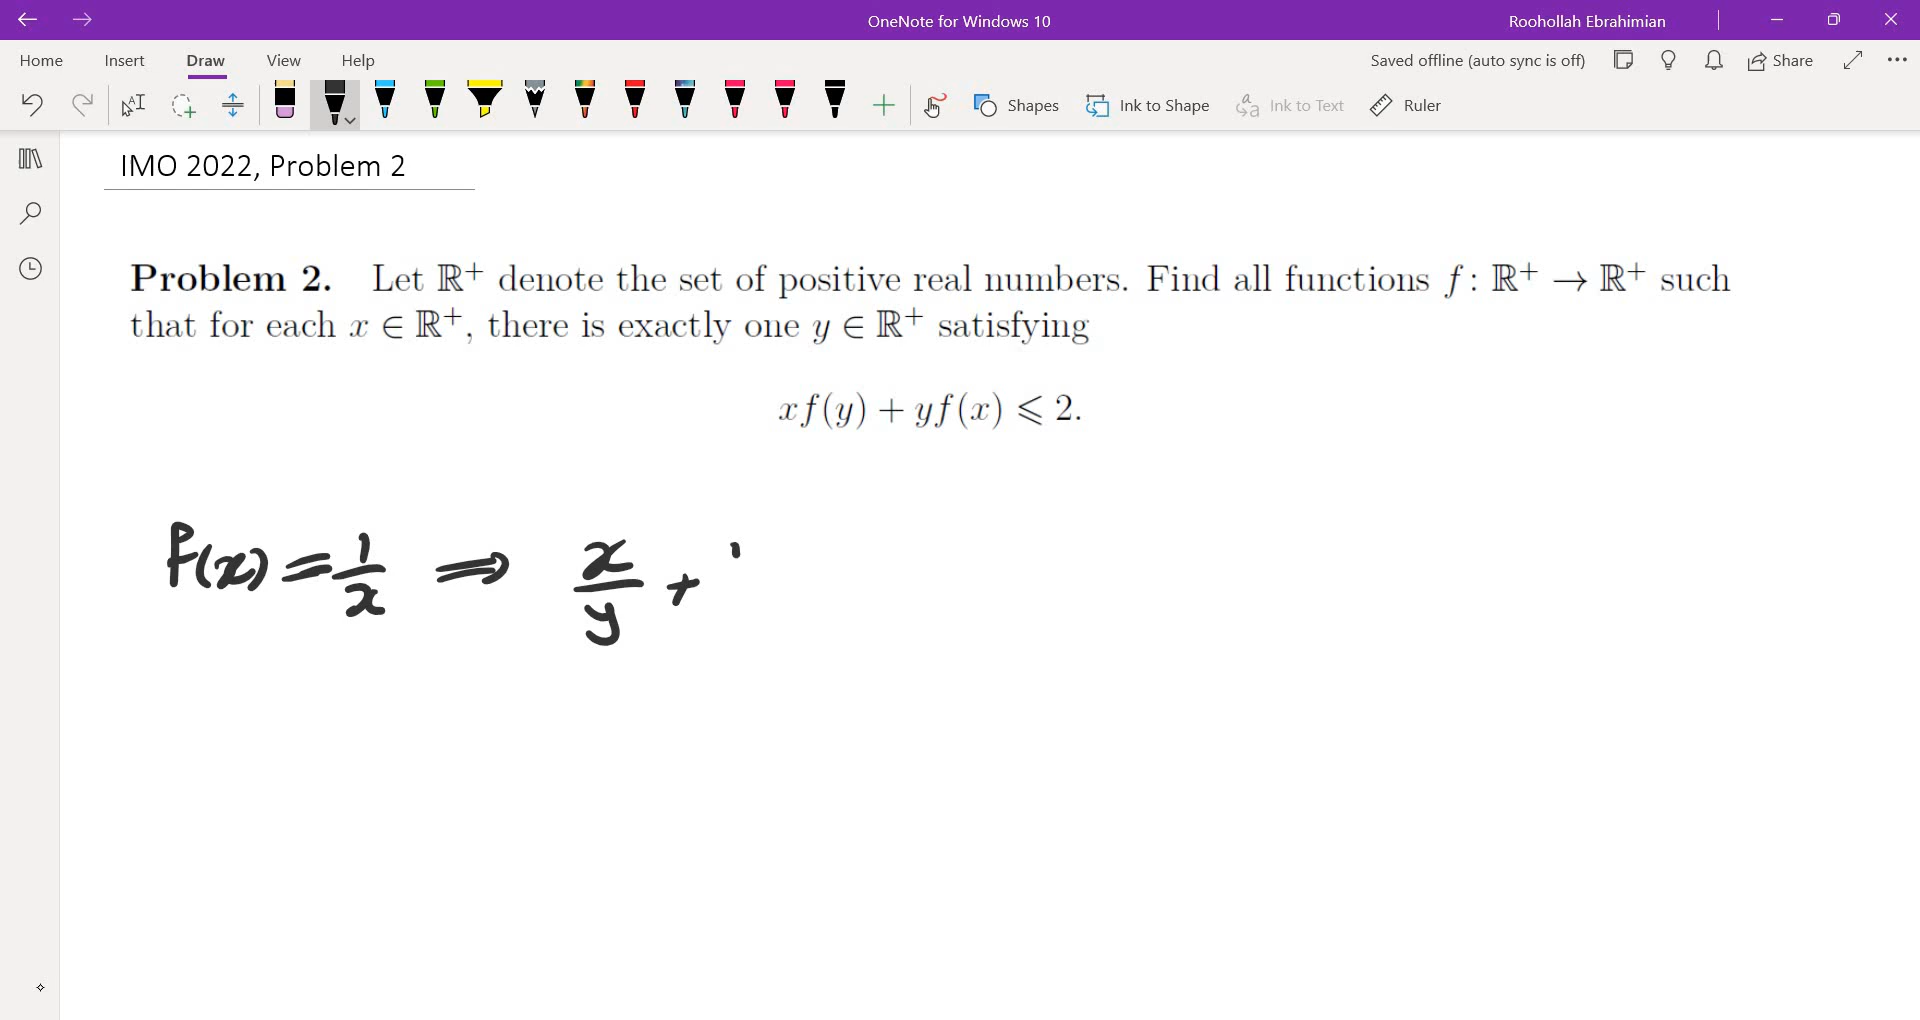 OneNote for Windows 10
Roohollah Ebrahimian
Home Insert Draw View Help
Saved offline (auto sync is off) Share
Shapes Ink to Shape Ink to Text Ruler
IMO 2022, Problem 2
Problem 2. Let ℝ⁺ denote the set of positive real numbers. Find all functions f : ℝ⁺ → ℝ⁺ such
that for each x ∈ ℝ⁺, there is exactly one y ∈ ℝ⁺ satisfying
xf(y) + yf(x) ⩽ 2.
f(x) = 1/x ⟹ x/y +